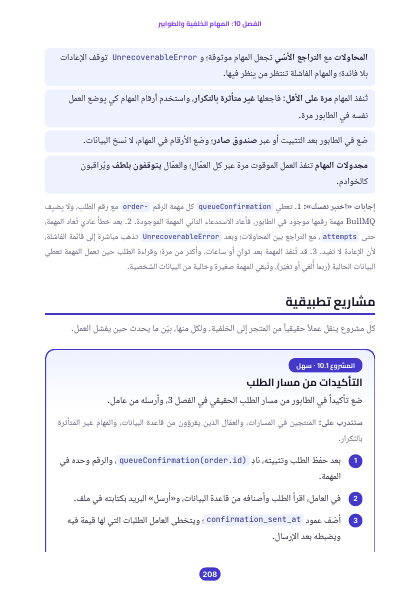 الفصل 10: المهام الخلفية والطوابير
المحاولات مع التراجع الأسّي تجعل المهام موثوقة؛ و UnrecoverableError توقف الإعادات
بلا فائدة؛ والمهام الفاشلة تنتظر من ينظر فيها.
تُنفذ المهام مرة على الأقل: فاجعلها غير متأثرة بالتكرار، واستخدم أرقام المهام كي يوضع العمل
نفسه في الطابور مرة.
ضع في الطابور بعد التثبيت أو عبر صندوق صادر؛ وضع الأرقام في المهام، لا نسخ البيانات.
مجدولات المهام تنفذ العمل الموقوت مرة عبر كل العمّال؛ والعمّال يتوقفون بلطف ويُراقبون
كالخوادم.
إجابات «اختبر نفسك»: 1. تعطي queueConfirmation كل مهمة الرقم order- مع رقم الطلب، ولا يضيف
BullMQ مهمة رقمها موجود في الطابور، فأعاد الاستدعاء الثاني المهمة الموجودة. 2. بعد خطأ عادي تُعاد المهمة،
حتى attempts، مع التراجع بين المحاولات؛ وبعد UnrecoverableError تذهب مباشرة إلى قائمة الفاشلة،
لأن الإعادة لا تفيد. 3. قد تُنفذ المهمة بعد ثوانٍ أو ساعات، وأكثر من مرة؛ وقراءة الطلب حين تعمل المهمة تعطي
البيانات الحالية (ربما أُلغي أو تغيّر)، وتُبقي المهمة صغيرة وخالية من البيانات الشخصية.
مشاريع تطبيقية
كل مشروع ينقل عملاً حقيقياً من المتجر إلى الخلفية، ولكل منها، بيّن ما يحدث حين يفشل العمل.
المشروع 10.1 · سهل
التأكيدات من مسار الطلب
ضع تأكيداً في الطابور من مسار الطلب الحقيقي في الفصل 3، وأرسله من عامل.
ستتدرب على: المنتجين في المسارات، والعمّال الذين يقرؤون من قاعدة البيانات، والمهام غير المتأثرة
بالتكرار.
1 بعد حفظ الطلب وتثبيته، نادِ queueConfirmation(order.id)، والرقم وحده في
المهمة.
2 في العامل، اقرأ الطلب وأصنافه من قاعدة البيانات، و«أرسل» البريد بكتابته في ملف.
3 أضف عمود confirmation_sent_at؛ ويتخطى العامل الطلبات التي لها قيمة فيه
ويضبطه بعد الإرسال.
208